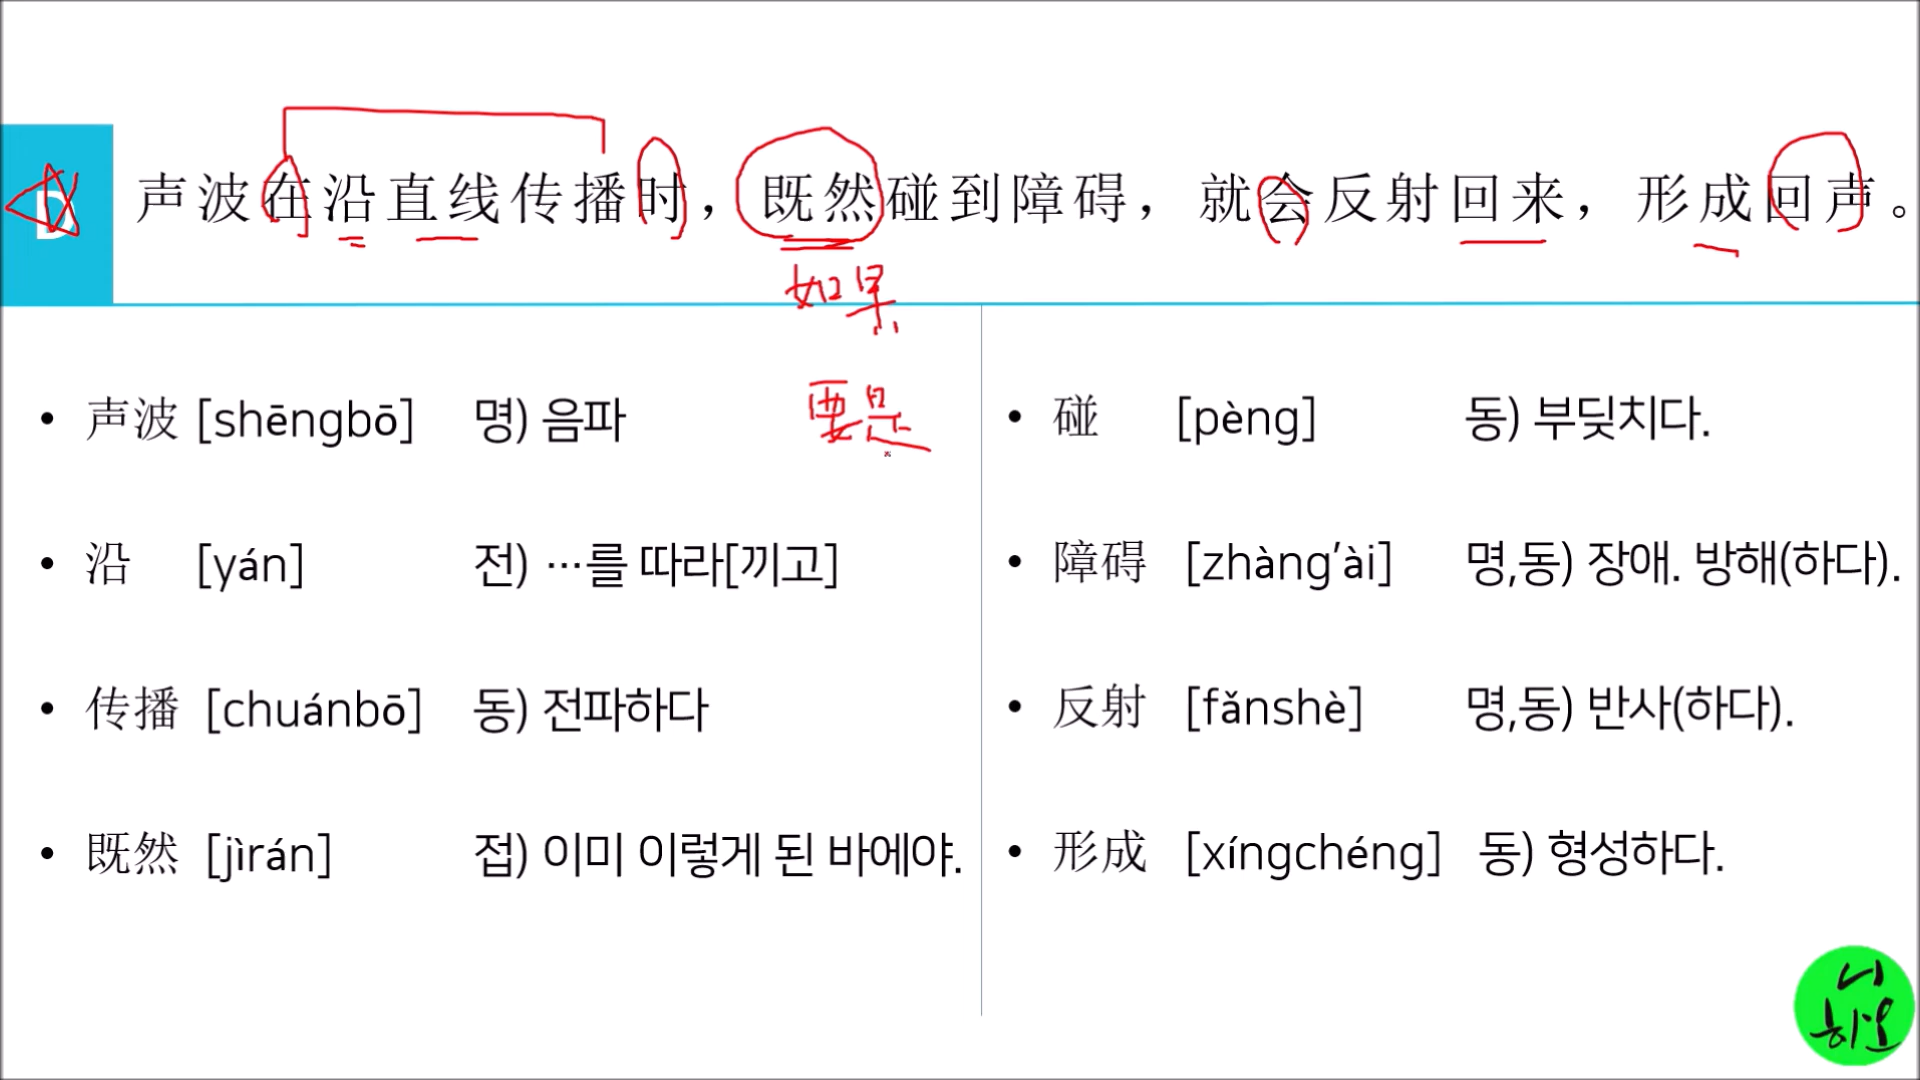 D 声波在沿直线传播时，既然碰到障碍，就会反射回来，形成回声。
如果
要是
• 声波 [shēngbō] 명) 음파
• 沿 [yán] 전) …를 따라[끼고]
• 传播 [chuánbō] 동) 전파하다
• 既然 [jìrán] 접) 이미 이렇게 된 바에야.
• 碰 [pèng] 동) 부딪치다.
• 障碍 [zhàng’ài] 명,동) 장애. 방해(하다).
• 反射 [fǎnshè] 명,동) 반사(하다).
• 形成 [xíngchéng] 동) 형성하다.
니
하오